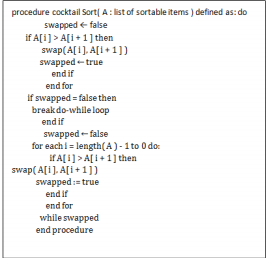 procedure cocktail Sort( A : list of sortable items ) defined as: do
swapped ← false
if A[ i ] > A[ i + 1 ] then
swap( A[ i ], A[ i + 1 ] )
swapped ← true
end if
end for
if swapped = false then
break do-while loop
end if
swapped ← false
for each i = length( A ) - 1 to 0 do:
if A[ i ] > A[ i + 1 ] then
swap( A[ i ], A[ i + 1 ] )
swapped := true
end if
end for
while swapped
end procedure